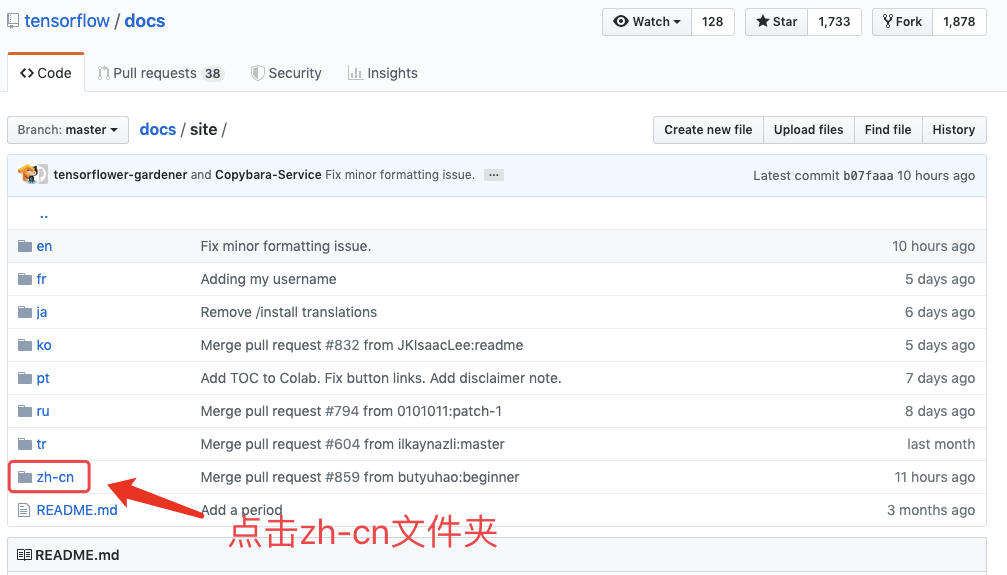 tensorflow / docs
Watch 128 Star 1,733 Fork 1,878
Code Pull requests 38 Security Insights
Branch: master docs / site / Create new file Upload files Find file History
tensorflower-gardener and Copybara-Service Fix minor formatting issue. ... Latest commit b07faaa 10 hours ago
..
en Fix minor formatting issue. 10 hours ago
fr Adding my username 5 days ago
ja Remove /install translations 6 days ago
ko Merge pull request #832 from JKIsaacLee:readme 5 days ago
pt Add TOC to Colab. Fix button links. Add disclaimer note. 7 days ago
ru Merge pull request #794 from 0101011:patch-1 8 days ago
tr Merge pull request #604 from ilkaynazli:master last month
zh-cn Merge pull request #859 from butyuhao:beginner 11 hours ago
README.md Add a period 3 months ago
点击zh-cn文件夹
README.md